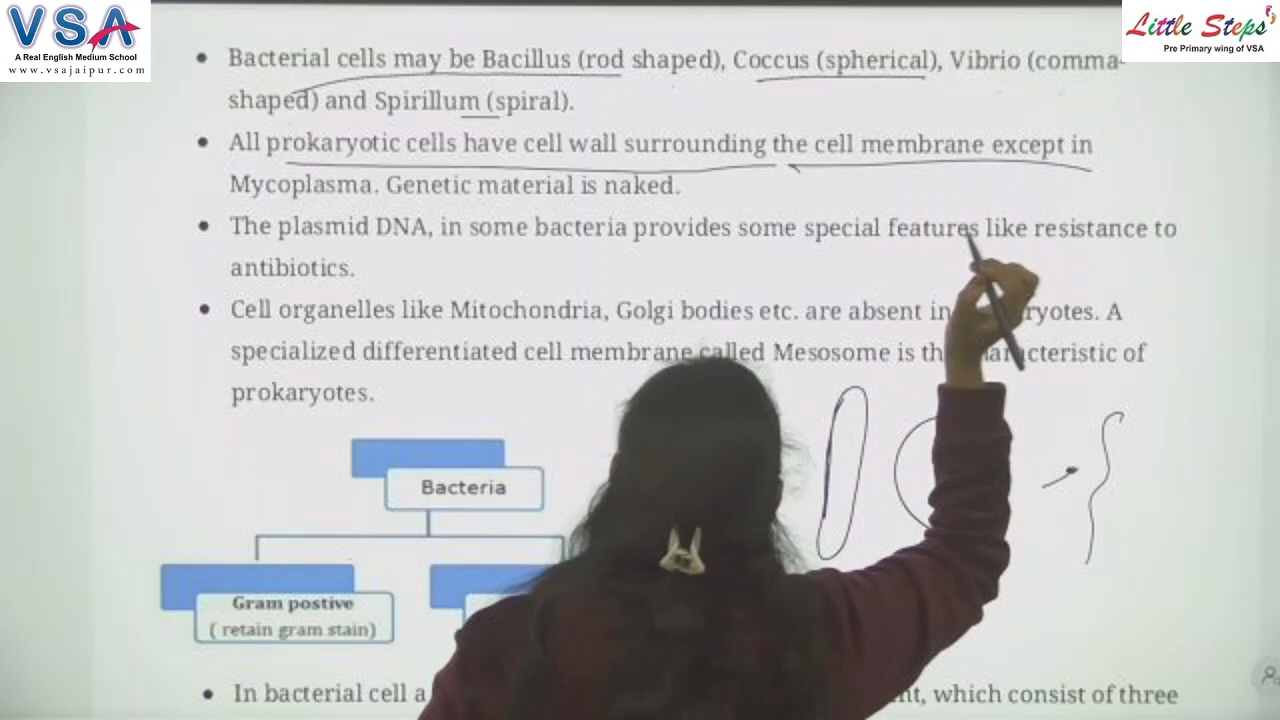 VSA
A Real English Medium School
www.vsajaipur.com
Little Steps
Pre Primary wing of VSA
• Bacterial cells may be Bacillus (rod shaped), Coccus (spherical), Vibrio (comma-
shaped) and Spirillum (spiral).
• All prokaryotic cells have cell wall surrounding the cell membrane except in
Mycoplasma. Genetic material is naked.
• The plasmid DNA, in some bacteria provides some special features like resistance to
antibiotics.
• Cell organelles like Mitochondria, Golgi bodies etc. are absent in ryotes. A
specialized differentiated cell membrane called Mesosome is th aracteristic of
prokaryotes.
Bacteria
Gram postive
( retain gram stain)
• In bacterial cell a nt, which consist of three